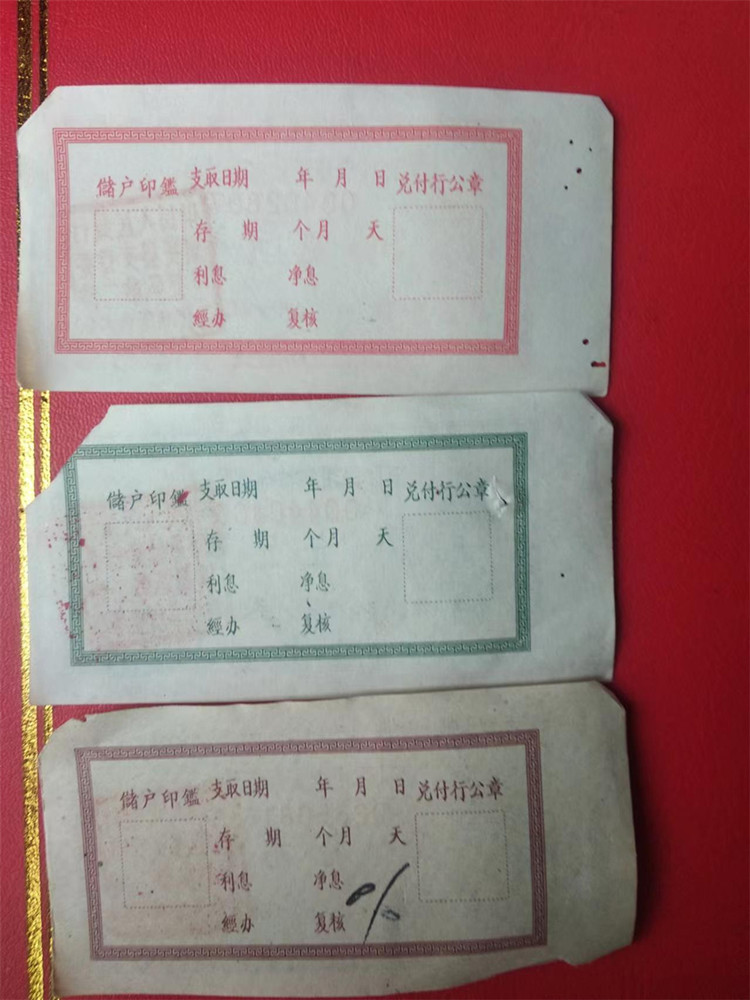 儲户印鑑 支取日期 年 月 日 兑付行公章
存 期 个月 天
利息 净息
經办 复核
儲户印鑑 支取日期 年 月 日 兑付行公章
存 期 个月 天
利息 净息
經办 复核
儲户印鑑 支取日期 年 月 日 兑付行公章
存 期 个月 天
利息 净息
經办 复核